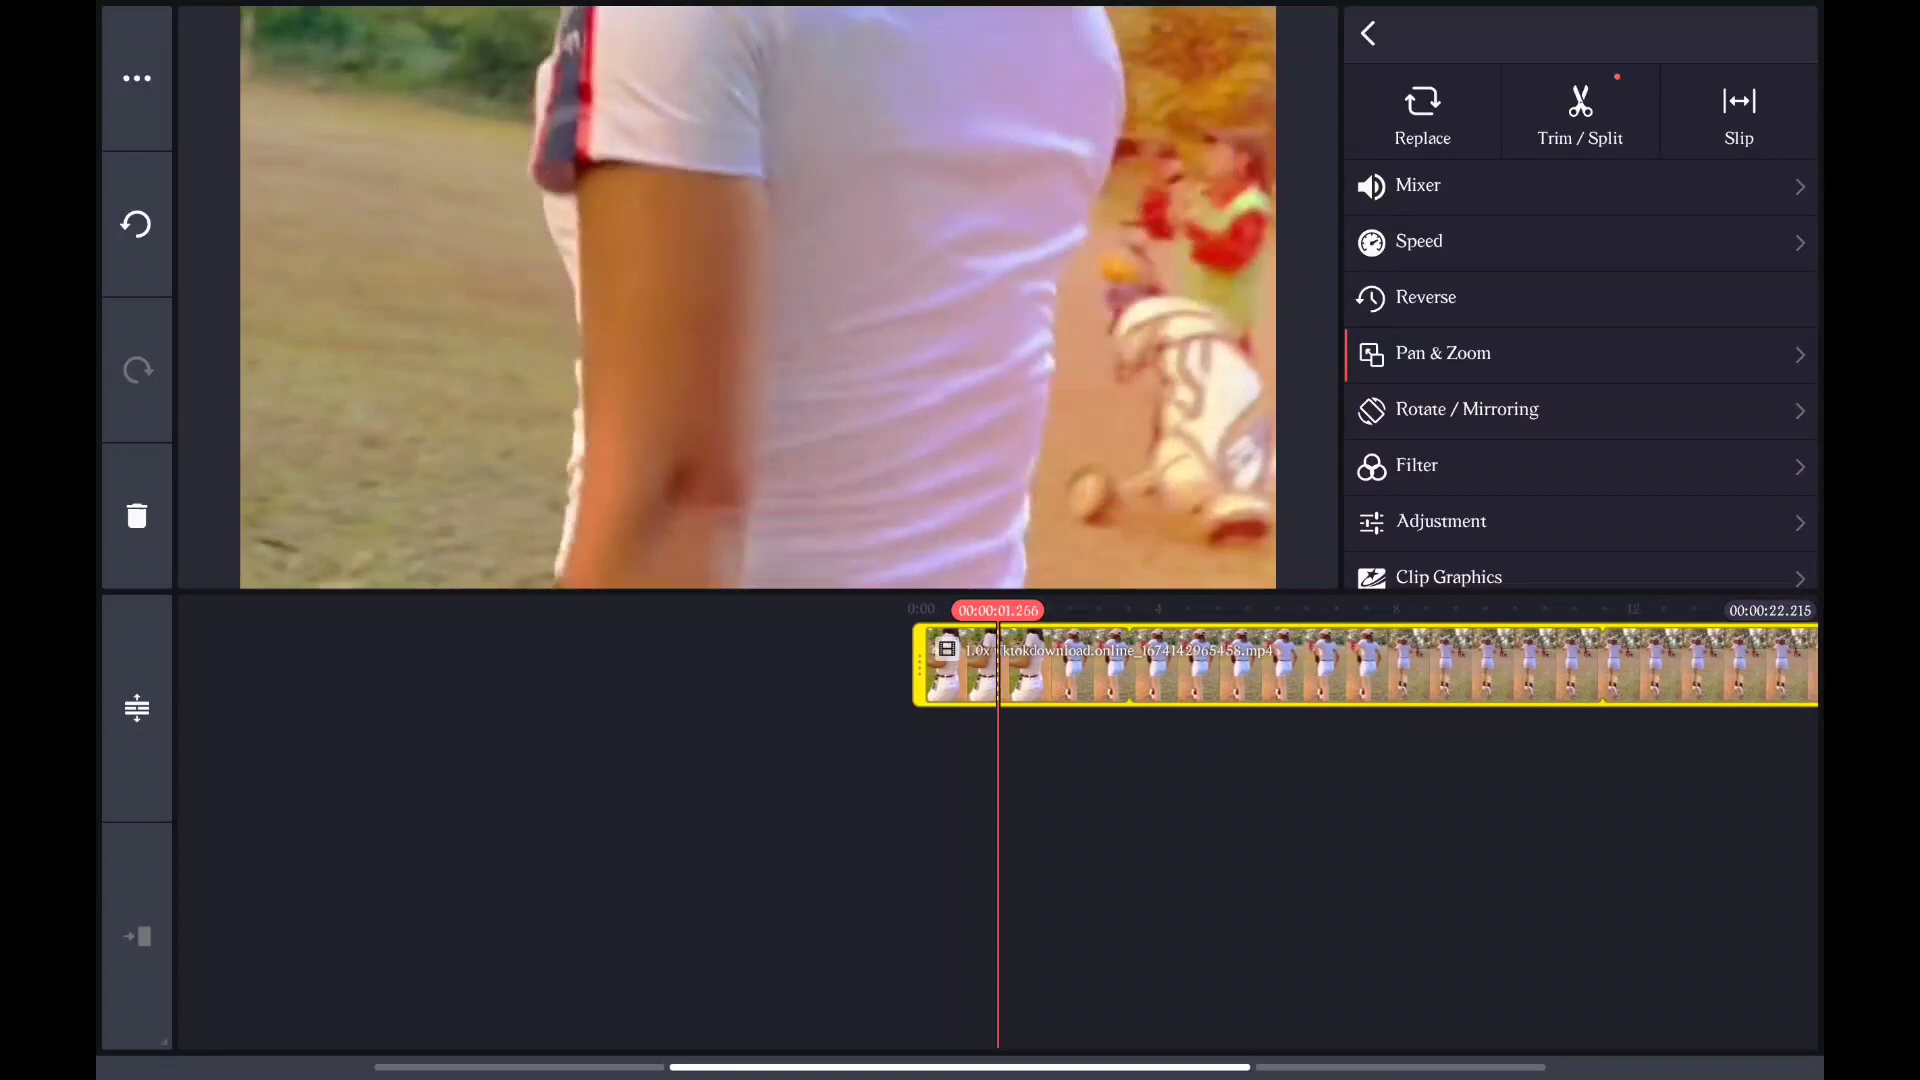 Replace
Trim / Split
Slip
Mixer
Speed
Reverse
Pan & Zoom
Rotate / Mirroring
Filter
Adjustment
Clip Graphics
0:00
00:00:01.266
4
8
12
00:00:22.215
1.0x
ktokdownload.online_1674142965458.mp4